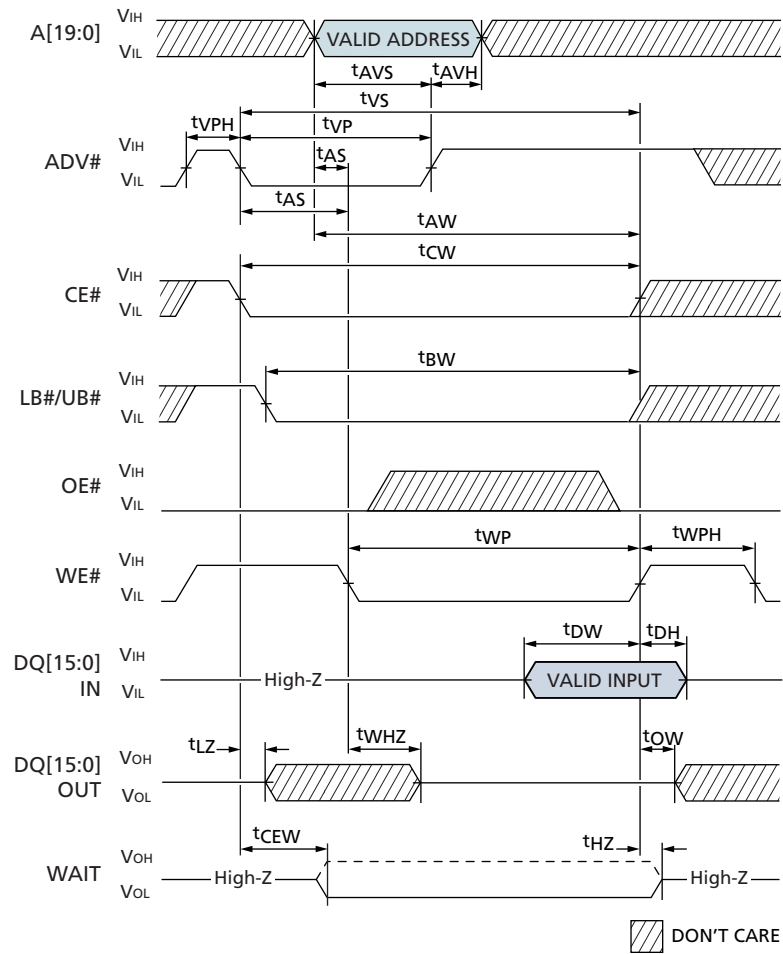 A[19:0] VIH VIL VALID ADDRESS
tAVS tAVH
tVS
tVPH tVP
ADV# VIH VIL tAS
tAS
tAW
tCW
CE# VIH VIL
tBW
LB#/UB# VIH VIL
OE# VIH VIL
tWP tWPH
WE# VIH VIL
tDW tDH
DQ[15:0] IN VIH VIL High-Z VALID INPUT
tLZ tWHZ tOW
DQ[15:0] OUT VOH VOL
tCEW tHZ
WAIT VOH VOL High-Z High-Z
DON'T CARE